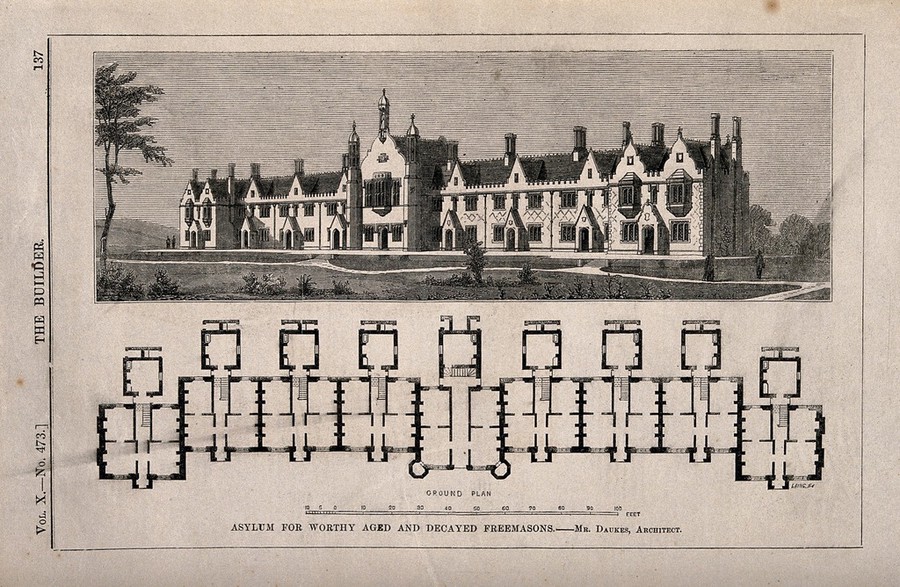 137
THE BUILDER.
VOL. X.—NO. 473.]
GROUND PLAN
10 5 0 10 20 30 40 50 60 70 80 90 100 FEET
ASYLUM FOR WORTHY AGED AND DECAYED FREEMASONS.——MR. DAUKES, ARCHITECT.